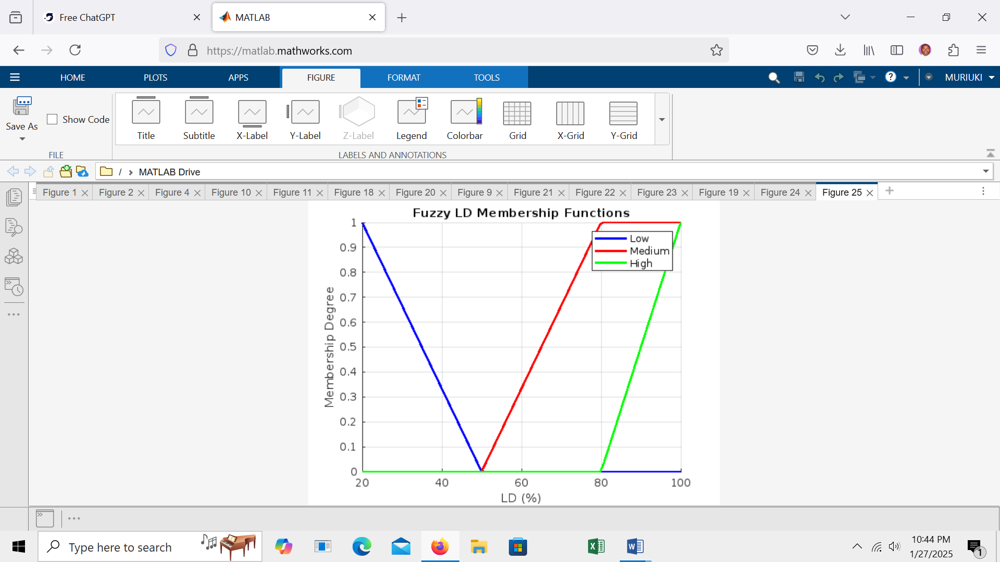 Free ChatGPT
MATLAB
https://matlab.mathworks.com
HOME PLOTS APPS FIGURE FORMAT TOOLS
? MURIUKI
Save As
Show Code
Title Subtitle X-Label Y-Label Z-Label Legend Colorbar Grid X-Grid Y-Grid
FILE LABELS AND ANNOTATIONS
/ › MATLAB Drive
Figure 1 Figure 2 Figure 4 Figure 10 Figure 11 Figure 18 Figure 20 Figure 9 Figure 21 Figure 22 Figure 23 Figure 19 Figure 24 Figure 25
Fuzzy LD Membership Functions
1
0.9
0.8
0.7
0.6
0.5
0.4
0.3
0.2
0.1
0
Membership Degree
Low
Medium
High
20 40 60 80 100
LD (%)
Type here to search
10:44 PM
1/27/2025
1